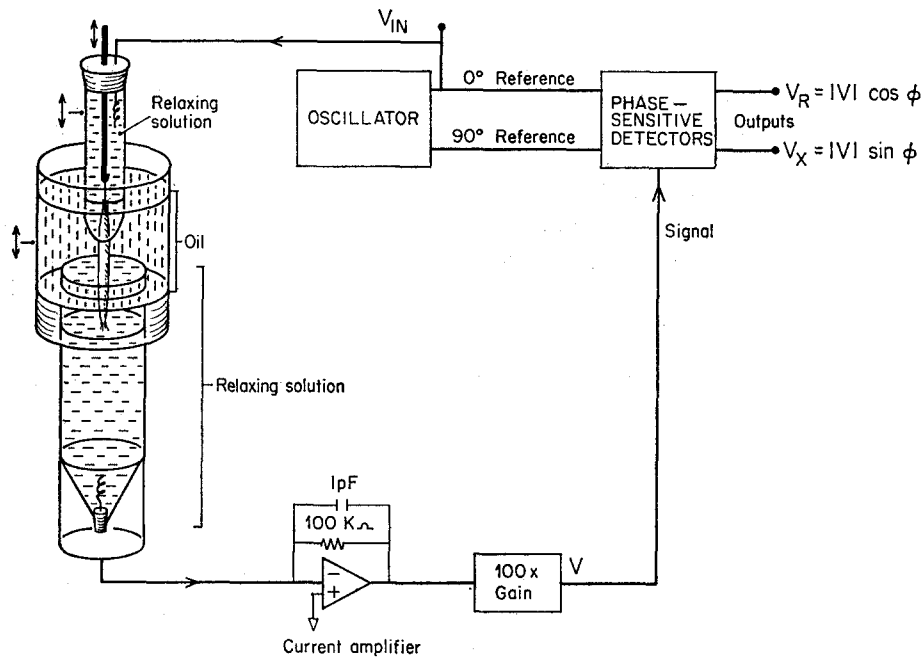 V_IN
Relaxing
solution
OSCILLATOR
0° Reference
90° Reference
PHASE–
SENSITIVE
DETECTORS
Outputs
V_R = |V| cos ϕ
V_X = |V| sin ϕ
Signal
Oil
Relaxing solution
1pF
100 KΩ
−
+
Current amplifier
100x
Gain
V